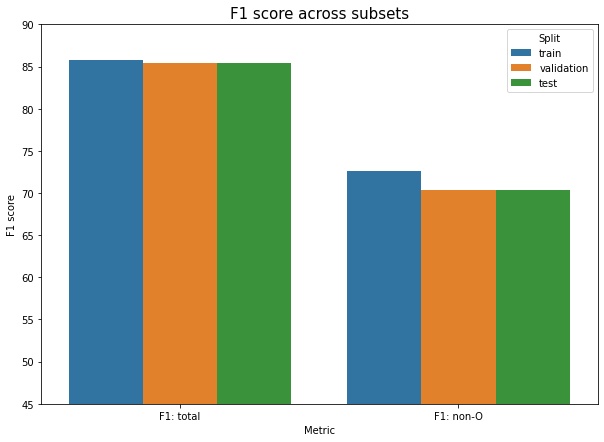 F1 score across subsets
90
85
80
75
70
65
60
55
50
45
F1 score
Split
train
validation
test
F1: total
F1: non-O
Metric